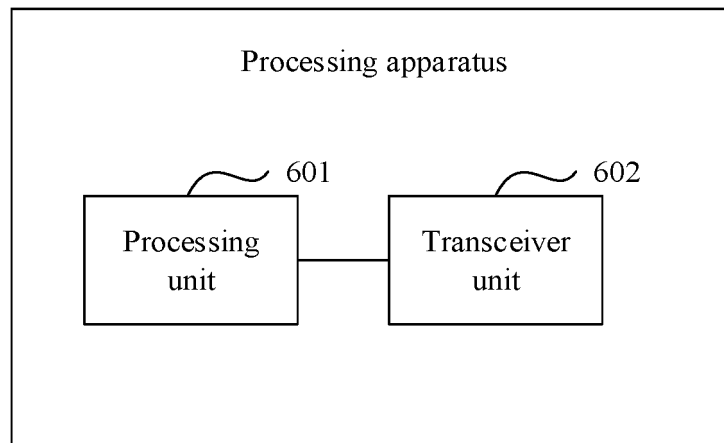 Processing apparatus
601
602
Processing
unit
Transceiver
unit